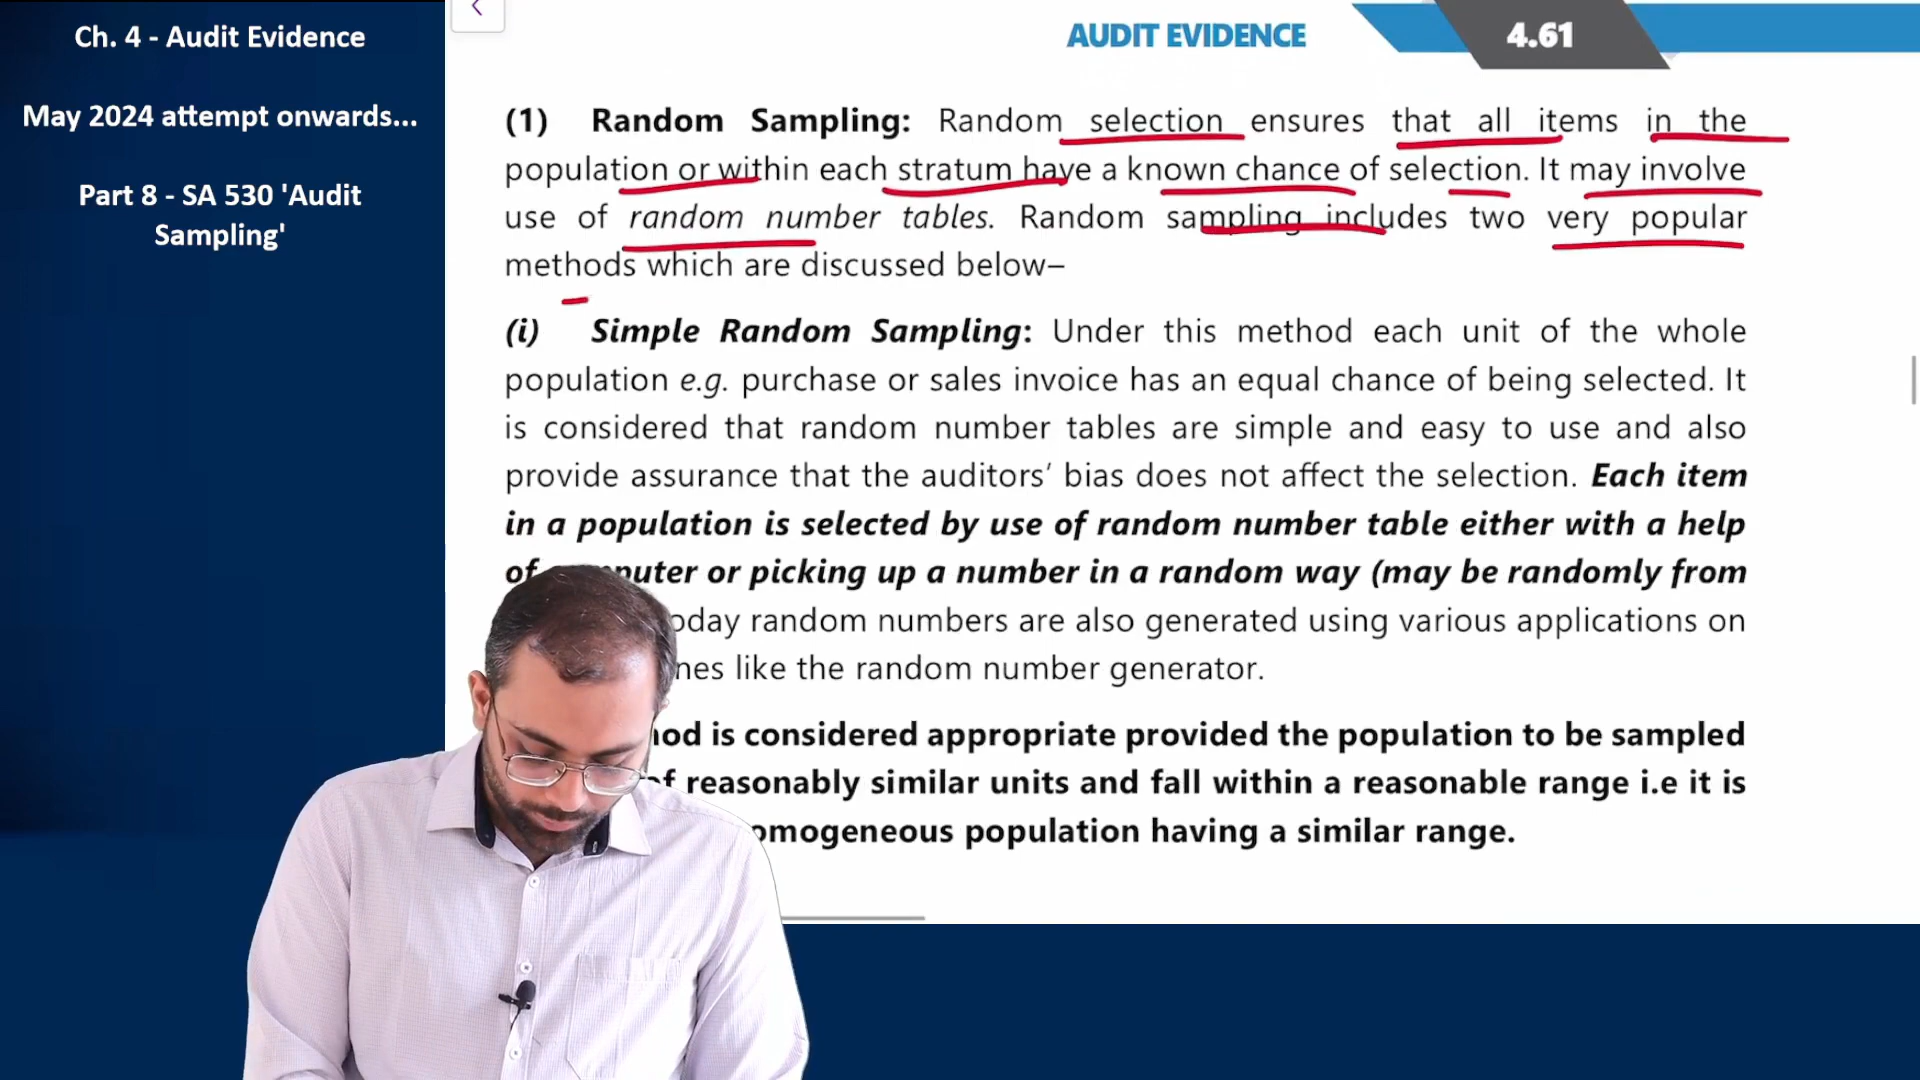 Ch. 4 - Audit Evidence
May 2024 attempt onwards...
Part 8 - SA 530 'Audit
Sampling'
AUDIT EVIDENCE
4.61
(1) Random Sampling: Random selection ensures that all items in the
population or within each stratum have a known chance of selection. It may involve
use of random number tables. Random sampling includes two very popular
methods which are discussed below–
(i) Simple Random Sampling: Under this method each unit of the whole
population e.g. purchase or sales invoice has an equal chance of being selected. It
is considered that random number tables are simple and easy to use and also
provide assurance that the auditors’ bias does not affect the selection. Each item
in a population is selected by use of random number table either with a help
of computer or picking up a number in a random way (may be randomly from
random numbers are also generated using various applications on
like the random number generator.
is considered appropriate provided the population to be sampled
reasonably similar units and fall within a reasonable range i.e it is
population having a similar range.